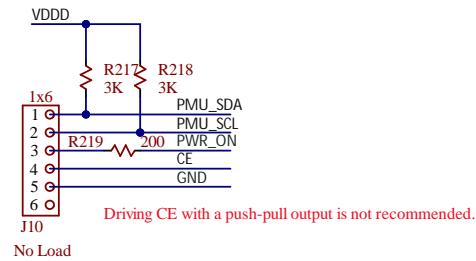 VDDD
R217 R218
3K 3K
1x6
1 PMU_SDA
2 PMU_SCL
R219 200
3 PWR_ON
4 CE
5 GND
6
Driving CE with a push-pull output is not recommended.
J10
No Load